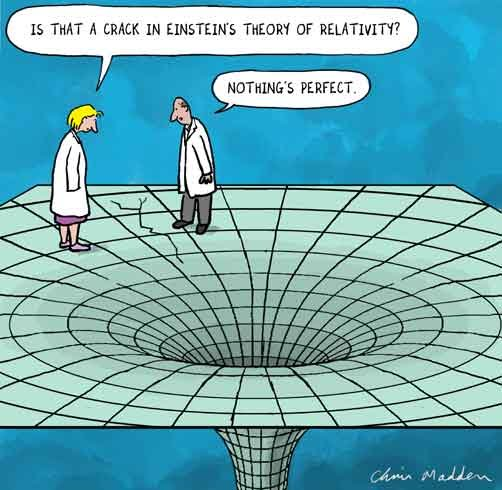 IS THAT A CRACK IN EINSTEIN'S THEORY OF RELATIVITY?
NOTHING'S PERFECT.
Chris Madden